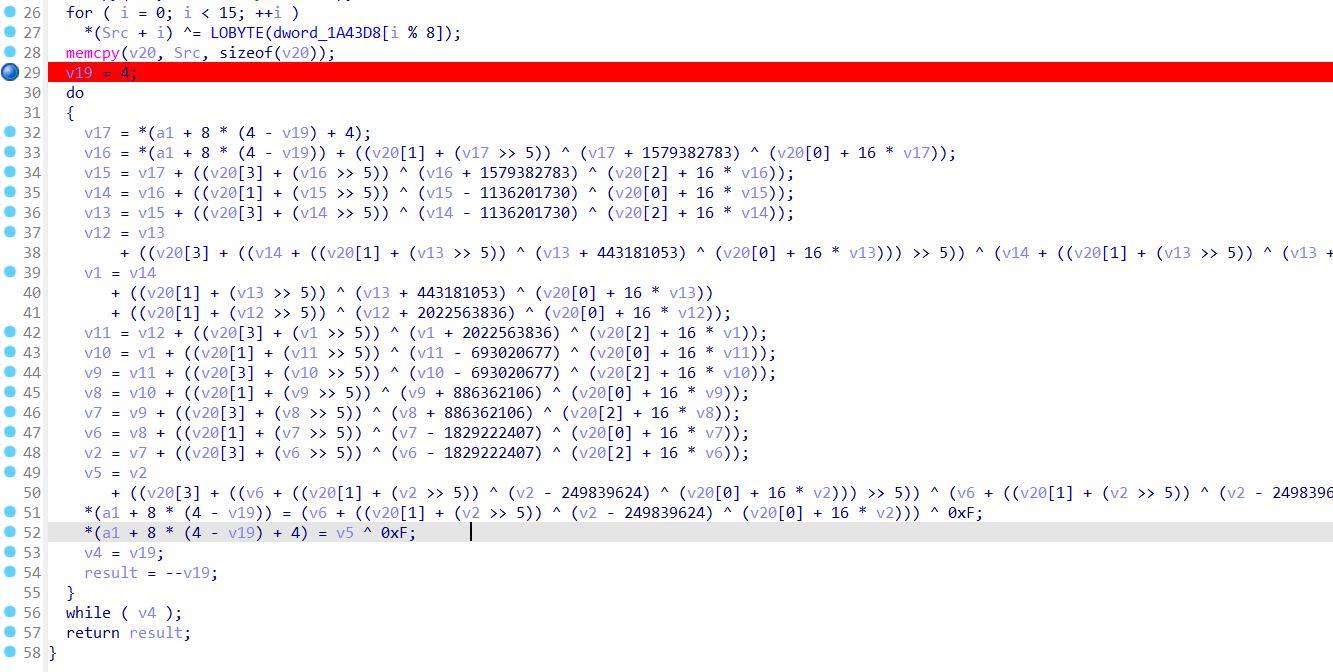 26 for ( i = 0; i < 15; ++i )
27 *(Src + i) ^= LOBYTE(dword_1A43D8[i % 8]);
28 memcpy(v20, Src, sizeof(v20));
29 v19 = 4;
30 do
31 {
32 v17 = *(a1 + 8 * (4 - v19) + 4);
33 v16 = *(a1 + 8 * (4 - v19)) + ((v20[1] + (v17 >> 5)) ^ (v17 + 1579382783) ^ (v20[0] + 16 * v17));
34 v15 = v17 + ((v20[3] + (v16 >> 5)) ^ (v16 + 1579382783) ^ (v20[2] + 16 * v16));
35 v14 = v16 + ((v20[1] + (v15 >> 5)) ^ (v15 - 1136201730) ^ (v20[0] + 16 * v15));
36 v13 = v15 + ((v20[3] + (v14 >> 5)) ^ (v14 - 1136201730) ^ (v20[2] + 16 * v14));
37 v12 = v13
38 + ((v20[3] + ((v14 + ((v20[1] + (v13 >> 5)) ^ (v13 + 443181053) ^ (v20[0] + 16 * v13))) >> 5)) ^ (v14 + ((v20[1] + (v13 >> 5)) ^ (v13 +
39 v1 = v14
40 + ((v20[1] + (v13 >> 5)) ^ (v13 + 443181053) ^ (v20[0] + 16 * v13))
41 + ((v20[1] + (v12 >> 5)) ^ (v12 + 2022563836) ^ (v20[0] + 16 * v12));
42 v11 = v12 + ((v20[3] + (v1 >> 5)) ^ (v1 + 2022563836) ^ (v20[2] + 16 * v1));
43 v10 = v1 + ((v20[1] + (v11 >> 5)) ^ (v11 - 693020677) ^ (v20[0] + 16 * v11));
44 v9 = v11 + ((v20[3] + (v10 >> 5)) ^ (v10 - 693020677) ^ (v20[2] + 16 * v10));
45 v8 = v10 + ((v20[1] + (v9 >> 5)) ^ (v9 + 886362106) ^ (v20[0] + 16 * v9));
46 v7 = v9 + ((v20[3] + (v8 >> 5)) ^ (v8 + 886362106) ^ (v20[2] + 16 * v8));
47 v6 = v8 + ((v20[1] + (v7 >> 5)) ^ (v7 - 1829222407) ^ (v20[0] + 16 * v7));
48 v2 = v7 + ((v20[3] + (v6 >> 5)) ^ (v6 - 1829222407) ^ (v20[2] + 16 * v6));
49 v5 = v2
50 + ((v20[3] + ((v6 + ((v20[1] + (v2 >> 5)) ^ (v2 - 249839624) ^ (v20[0] + 16 * v2))) >> 5)) ^ (v6 + ((v20[1] + (v2 >> 5)) ^ (v2 - 2498396
51 *(a1 + 8 * (4 - v19)) = (v6 + ((v20[1] + (v2 >> 5)) ^ (v2 - 249839624) ^ (v20[0] + 16 * v2))) ^ 0xF;
52 *(a1 + 8 * (4 - v19) + 4) = v5 ^ 0xF;
53 v4 = v19;
54 result = --v19;
55 }
56 while ( v4 );
57 return result;
58 }